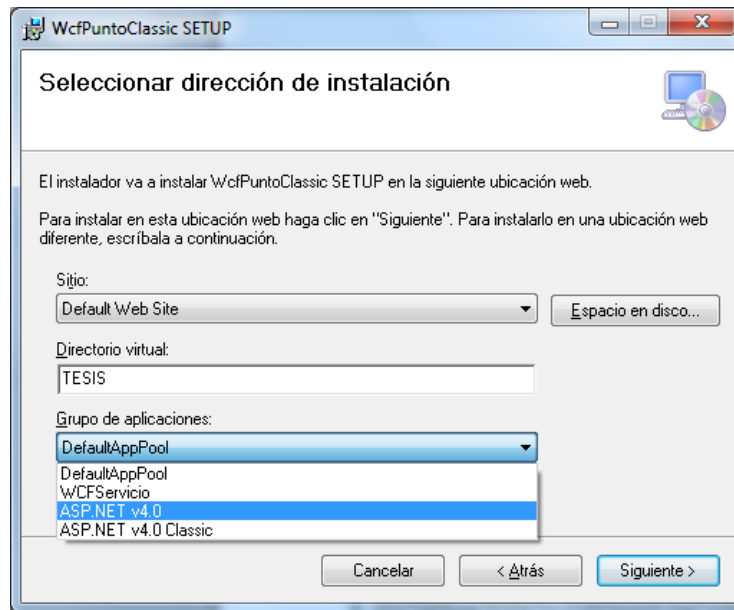 WcfPuntoClassic SETUP
Seleccionar dirección de instalación
El instalador va a instalar WcfPuntoClassic SETUP en la siguiente ubicación web.
Para instalar en esta ubicación web haga clic en "Siguiente". Para instalarlo en una ubicación web
diferente, escríbala a continuación.
Sitio:
Default Web Site
Espacio en disco...
Directorio virtual:
TESIS
Grupo de aplicaciones:
DefaultAppPool
DefaultAppPool
WCFServicio
ASP.NET v4.0
ASP.NET v4.0 Classic
Cancelar
< Atrás
Siguiente >